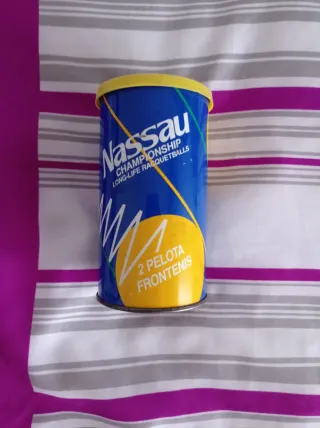 Nassau
CHAMPIONSHIP
LONG-LIFE RACQUETBALLS
2 PELOTA
FRONTENIS